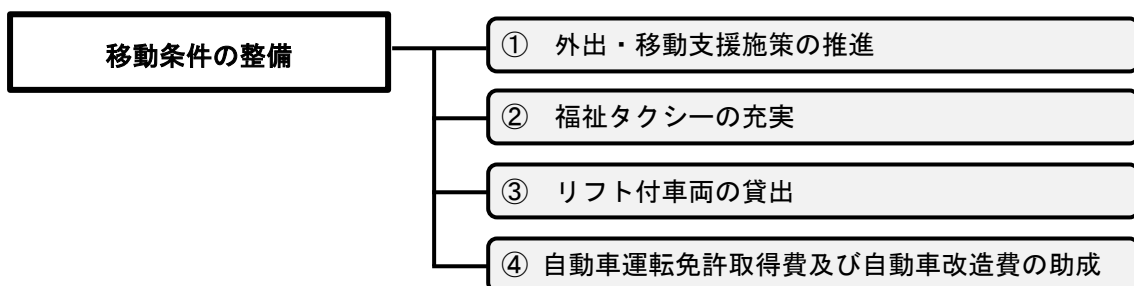 移動条件の整備
① 外出・移動支援施策の推進
② 福祉タクシーの充実
③ リフト付車両の貸出
④ 自動車運転免許取得費及び自動車改造費の助成